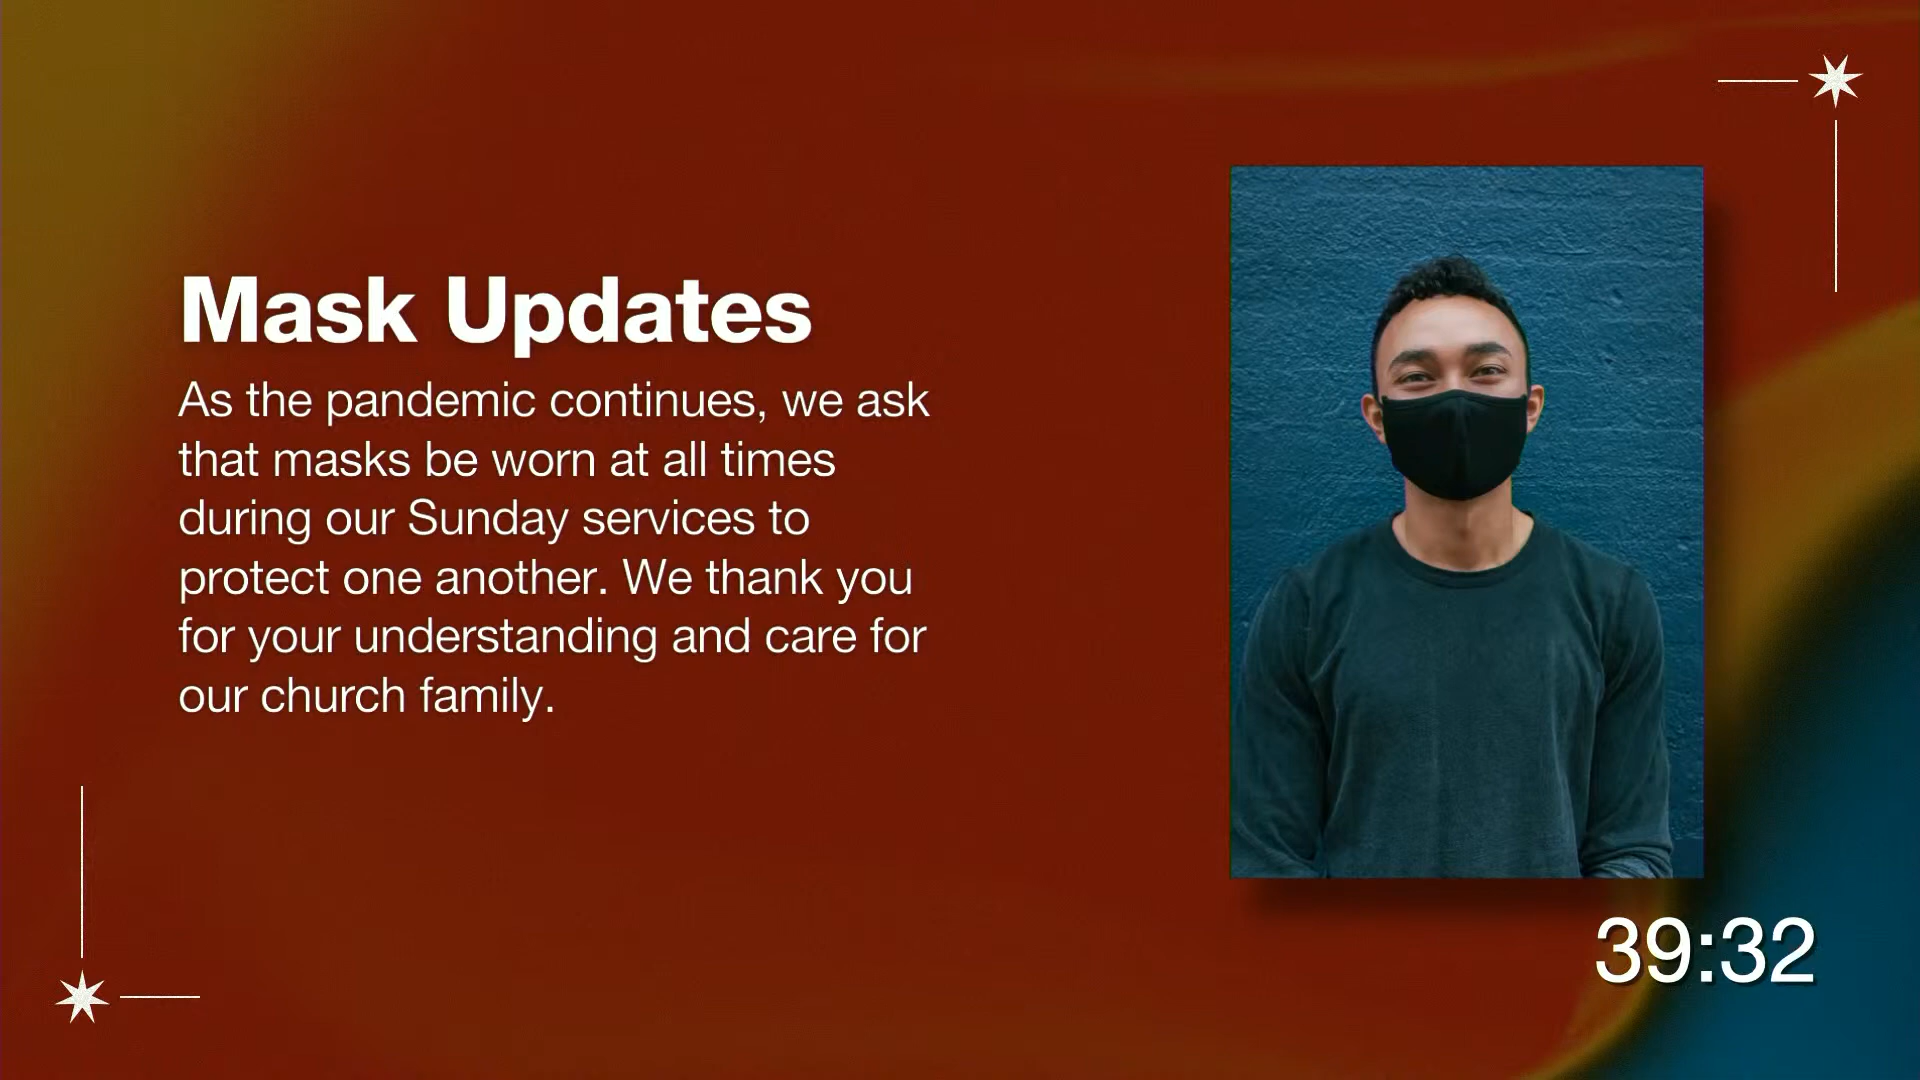 Mask Updates
As the pandemic continues, we ask
that masks be worn at all times
during our Sunday services to
protect one another. We thank you
for your understanding and care for
our church family.
39:32